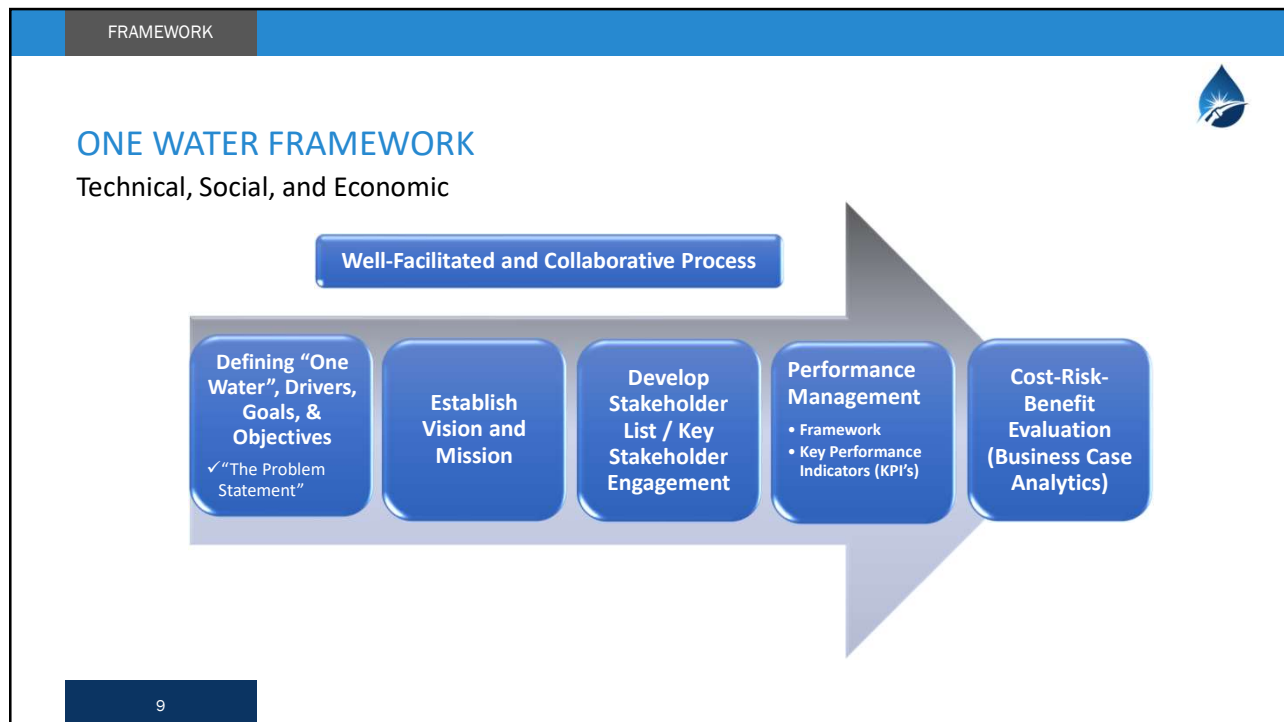 FRAMEWORK
ONE WATER FRAMEWORK
Technical, Social, and Economic
Well-Facilitated and Collaborative Process
Defining “One
Water”, Drivers,
Goals, &
Objectives
✓“The Problem
Statement”
Establish
Vision and
Mission
Develop
Stakeholder
List / Key
Stakeholder
Engagement
Performance
Management
• Framework
• Key Performance
Indicators (KPI’s)
Cost-Risk-
Benefit
Evaluation
(Business Case
Analytics)
9